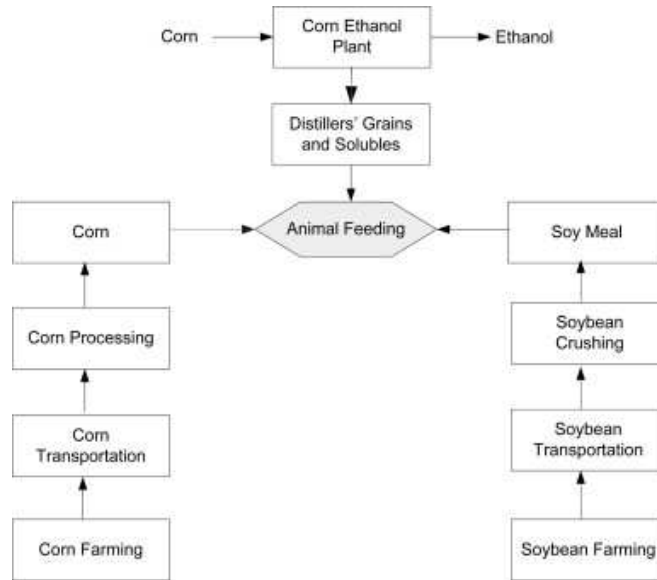 Corn
Corn Ethanol
Plant
Ethanol
Distillers' Grains
and Solubles
Corn
Animal Feeding
Soy Meal
Corn Processing
Soybean
Crushing
Corn
Transportation
Soybean
Transportation
Corn Farming
Soybean Farming